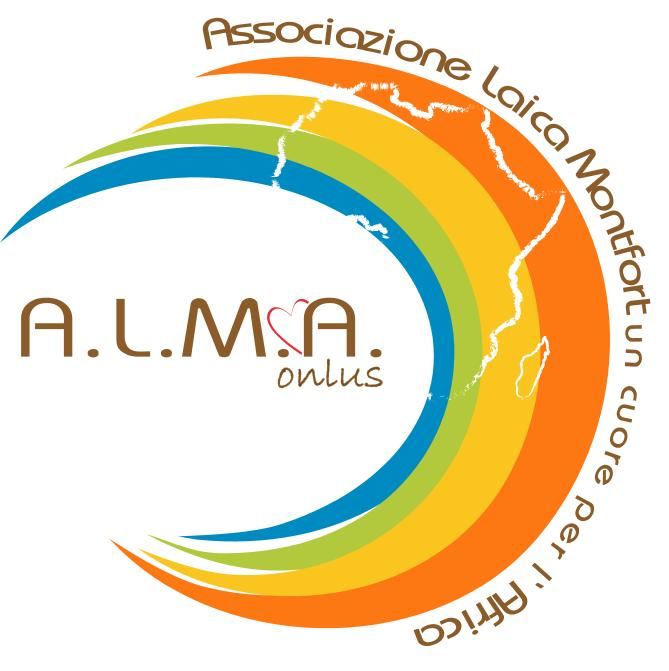 Associazione Laica Montfort un cuore per l'Africa
A.L.M.A.
onlus